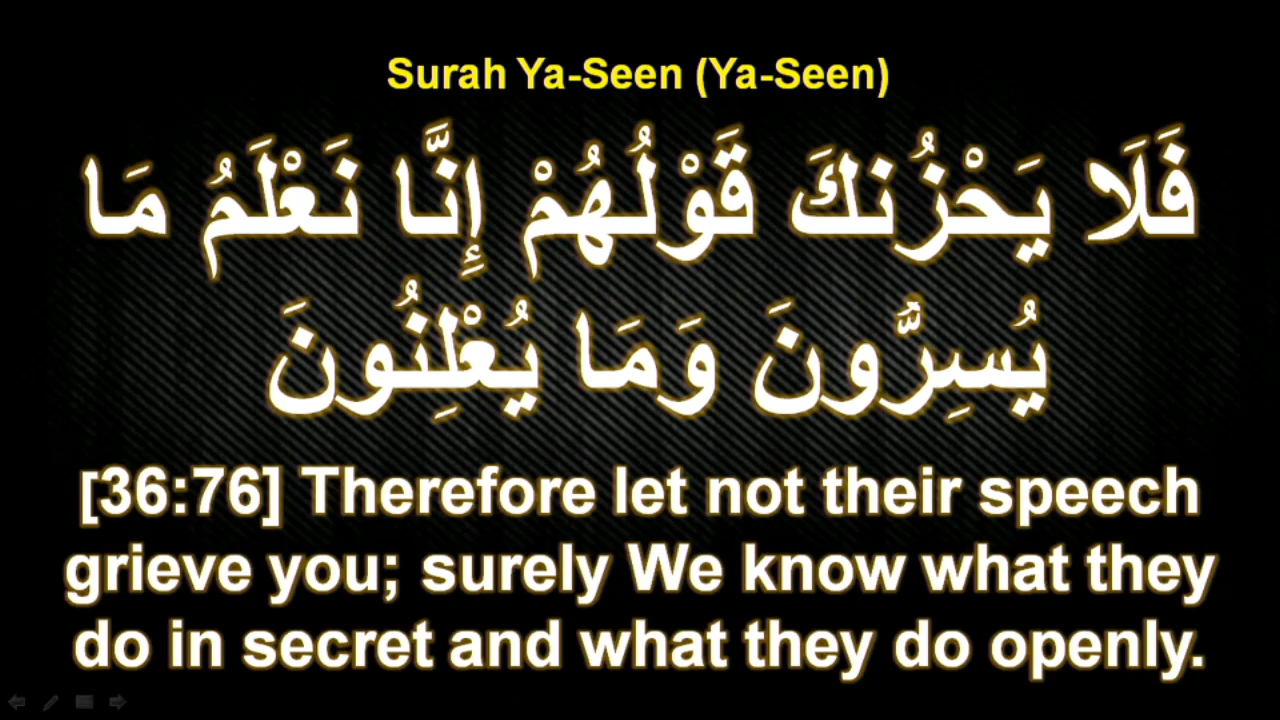 Surah Ya-Seen (Ya-Seen)
فَلَا يَحْزُنكَ قَوْلُهُمْ إِنَّا نَعْلَمُ مَا
يُسِرُّونَ وَمَا يُعْلِنُونَ
[36:76] Therefore let not their speech
grieve you; surely We know what they
do in secret and what they do openly.